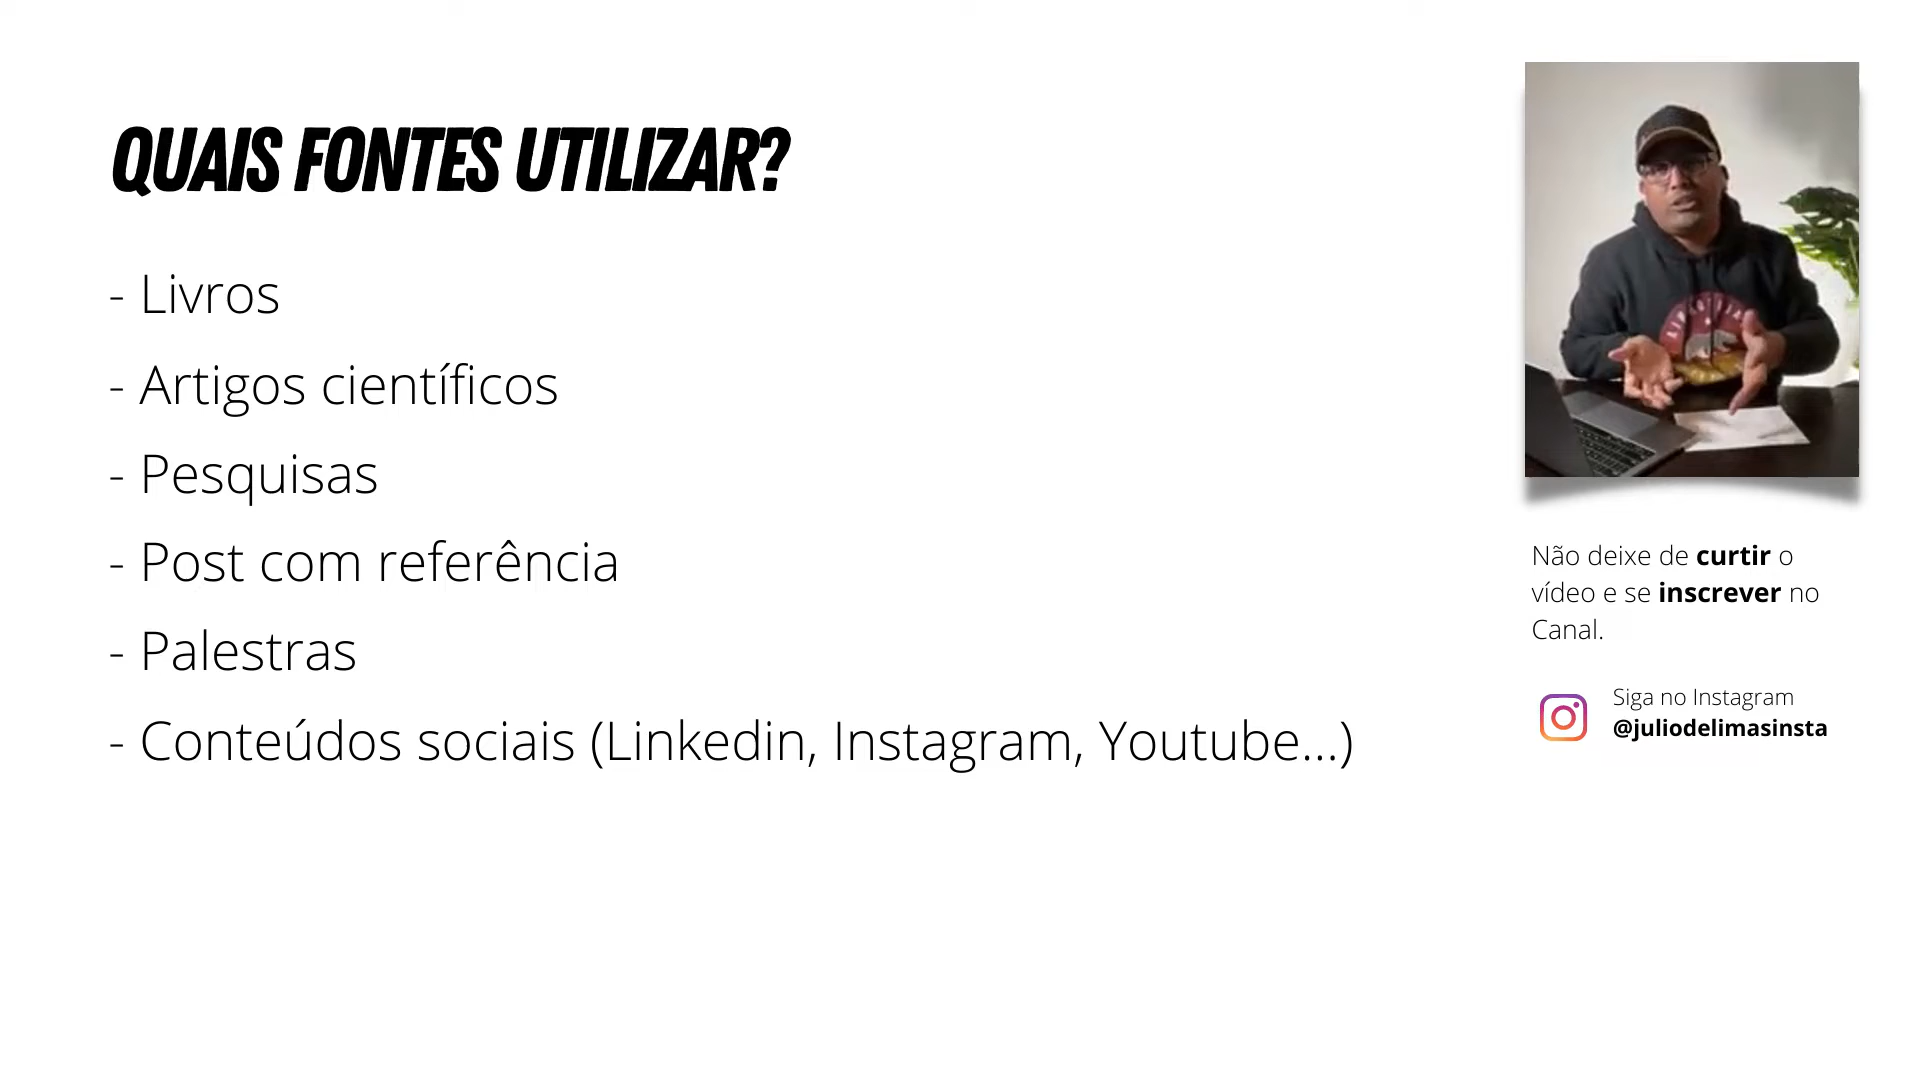 QUAIS FONTES UTILIZAR?
- Livros
- Artigos científicos
- Pesquisas
- Post com referência
- Palestras
- Conteúdos sociais (Linkedin, Instagram, Youtube...)
Não deixe de curtir o
vídeo e se inscrever no
Canal.
Siga no Instagram
@juliodelimasinsta